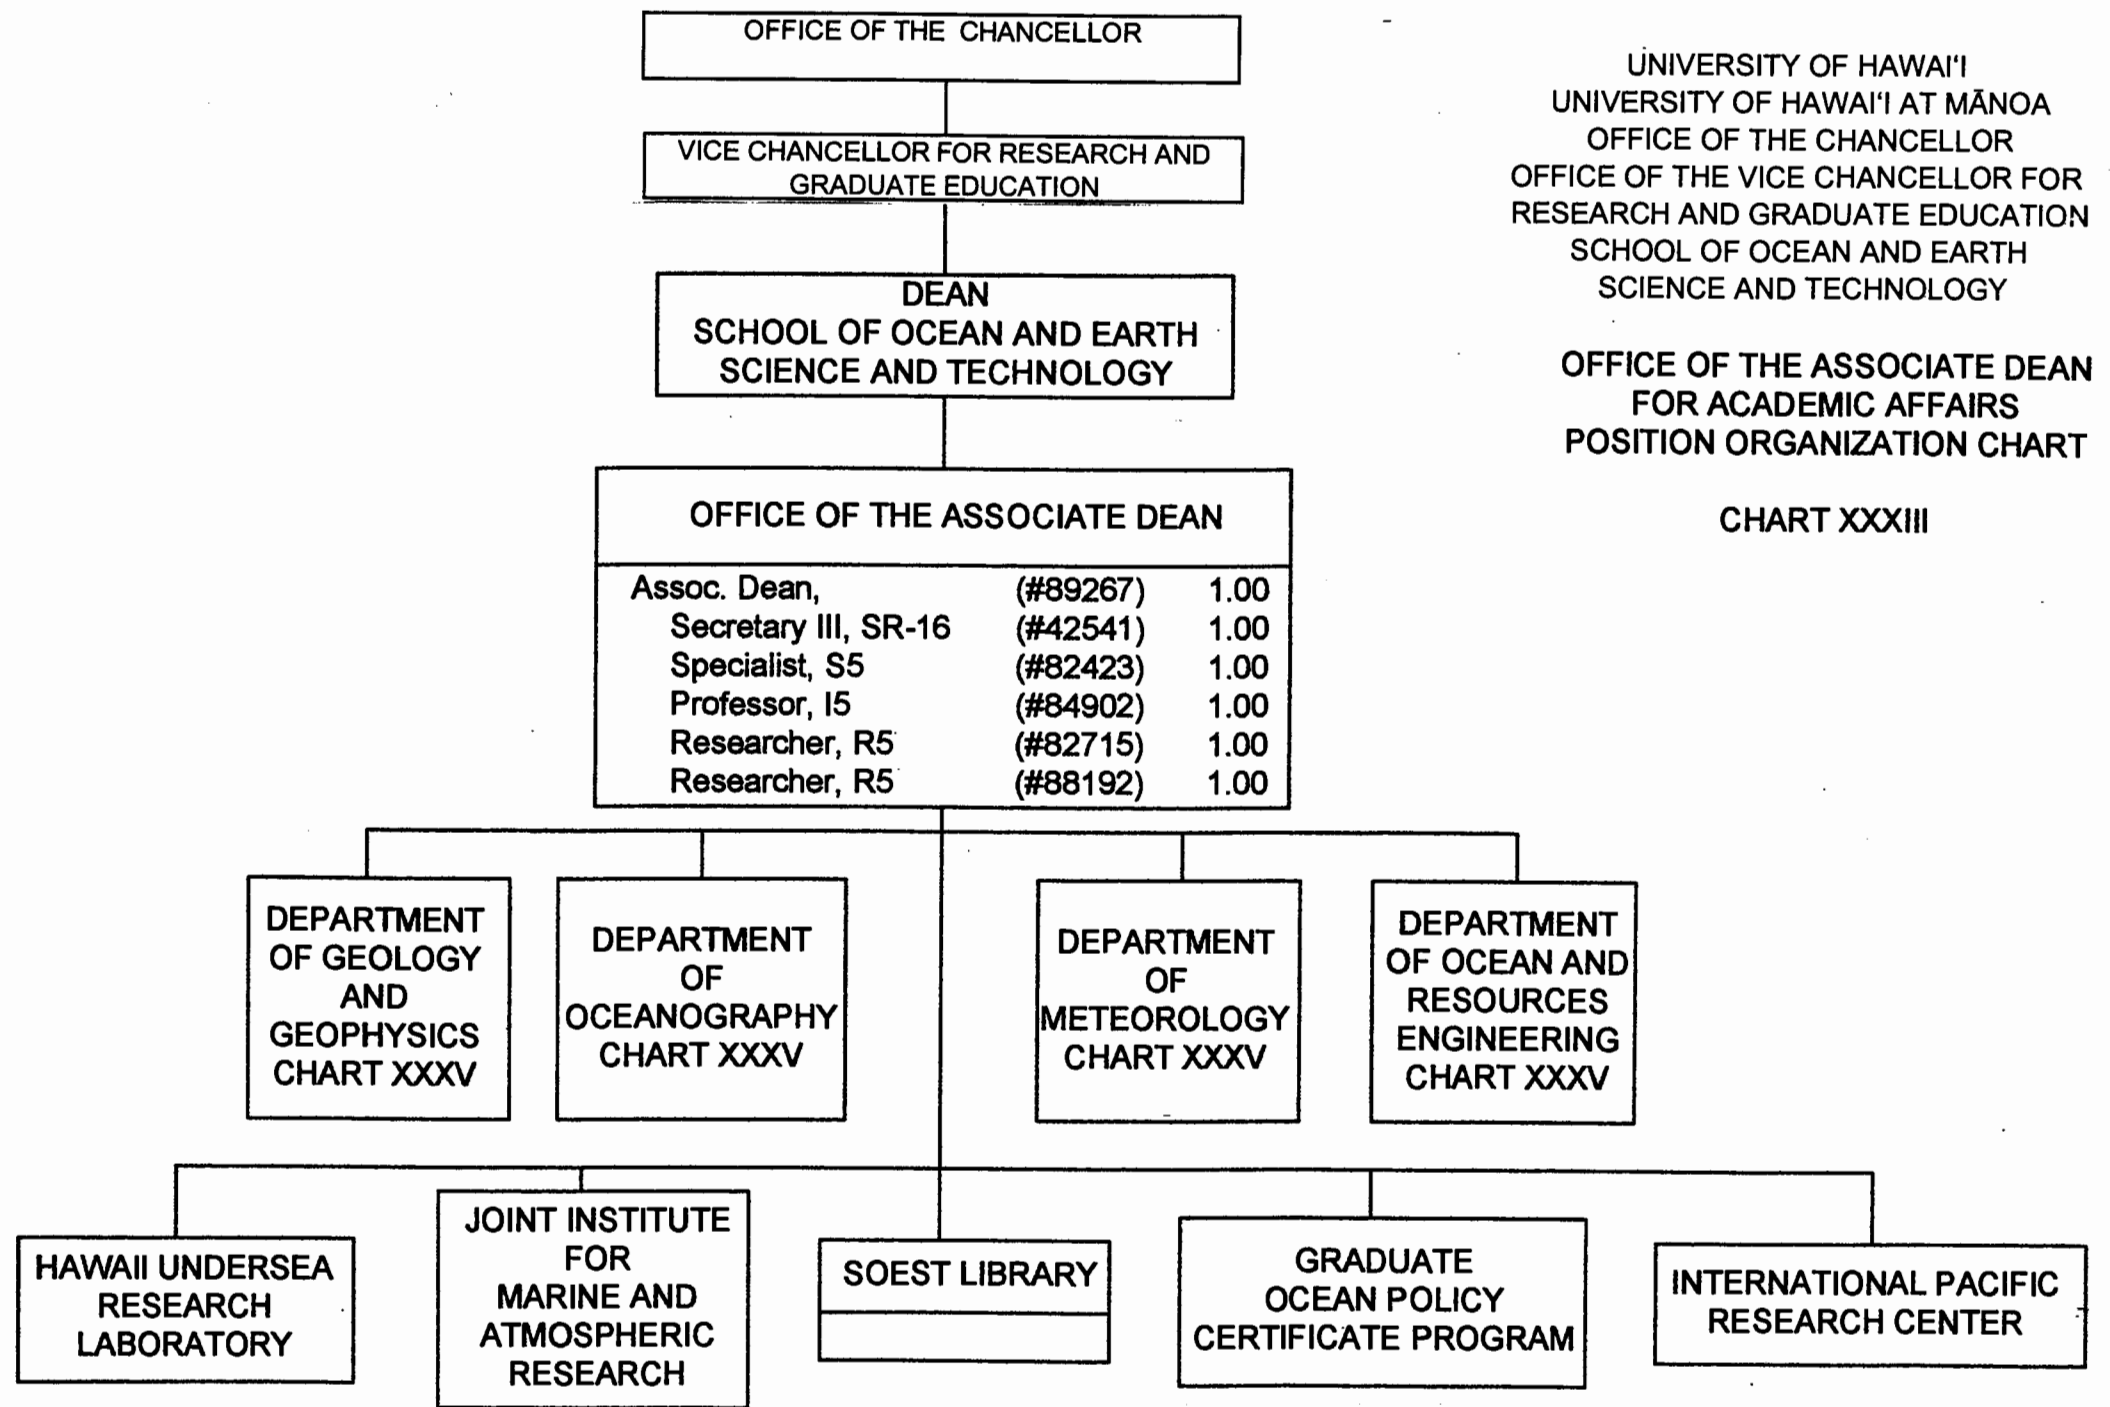 OFFICE OF THE CHANCELLOR
VICE CHANCELLOR FOR RESEARCH AND
GRADUATE EDUCATION
DEAN
SCHOOL OF OCEAN AND EARTH
SCIENCE AND TECHNOLOGY
UNIVERSITY OF HAWAI'I
UNIVERSITY OF HAWAI'I AT MĀNOA
OFFICE OF THE CHANCELLOR
OFFICE OF THE VICE CHANCELLOR FOR
RESEARCH AND GRADUATE EDUCATION
SCHOOL OF OCEAN AND EARTH
SCIENCE AND TECHNOLOGY
OFFICE OF THE ASSOCIATE DEAN
FOR ACADEMIC AFFAIRS
POSITION ORGANIZATION CHART
CHART XXXIII
OFFICE OF THE ASSOCIATE DEAN
Assoc. Dean, (#89267) 1.00
Secretary III, SR-16 (#42541) 1.00
Specialist, S5 (#82423) 1.00
Professor, I5 (#84902) 1.00
Researcher, R5 (#82715) 1.00
Researcher, R5 (#88192) 1.00
DEPARTMENT
OF GEOLOGY
AND
GEOPHYSICS
CHART XXXV
DEPARTMENT
OF
OCEANOGRAPHY
CHART XXXV
DEPARTMENT
OF
METEOROLOGY
CHART XXXV
DEPARTMENT
OF OCEAN AND
RESOURCES
ENGINEERING
CHART XXXV
HAWAII UNDERSEA
RESEARCH
LABORATORY
JOINT INSTITUTE
FOR
MARINE AND
ATMOSPHERIC
RESEARCH
SOEST LIBRARY
GRADUATE
OCEAN POLICY
CERTIFICATE PROGRAM
INTERNATIONAL PACIFIC
RESEARCH CENTER